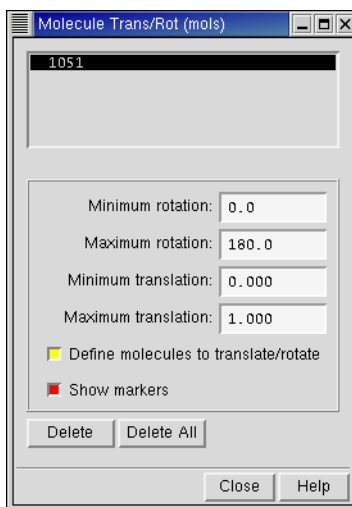 Molecule Trans/Rot (mols)
1051
Minimum rotation: 0.0
Maximum rotation: 180.0
Minimum translation: 0.000
Maximum translation: 1.000
Define molecules to translate/rotate
Show markers
Delete Delete All
Close Help